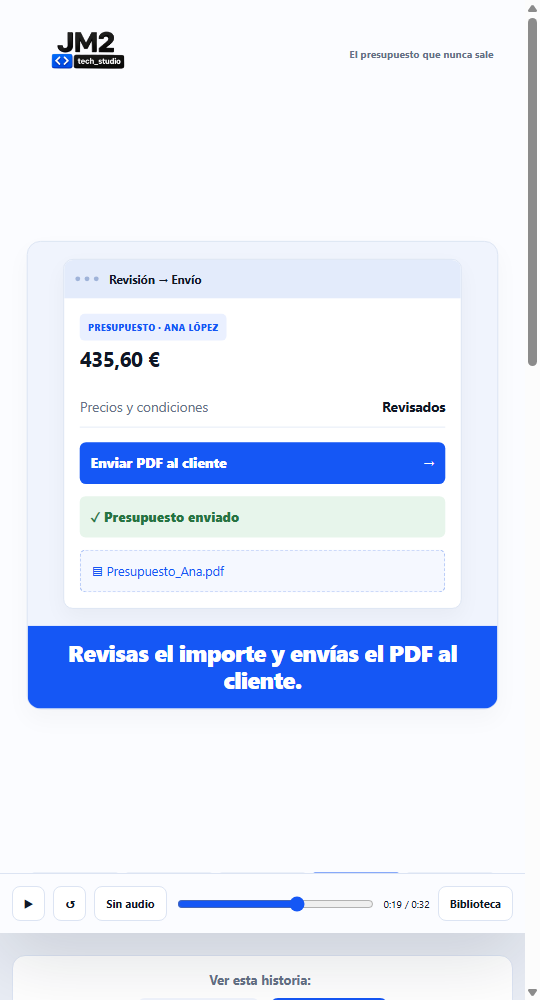 JM2
<> tech_studio
El presupuesto que nunca sale
Revisión → Envío
PRESUPUESTO · ANA LÓPEZ
435,60 €
Precios y condiciones Revisados
Enviar PDF al cliente →
✓ Presupuesto enviado
▤ Presupuesto_Ana.pdf
Revisas el importe y envías el PDF al
cliente.
▶ ↺ Sin audio 0:19 / 0:32 Biblioteca
Ver esta historia: